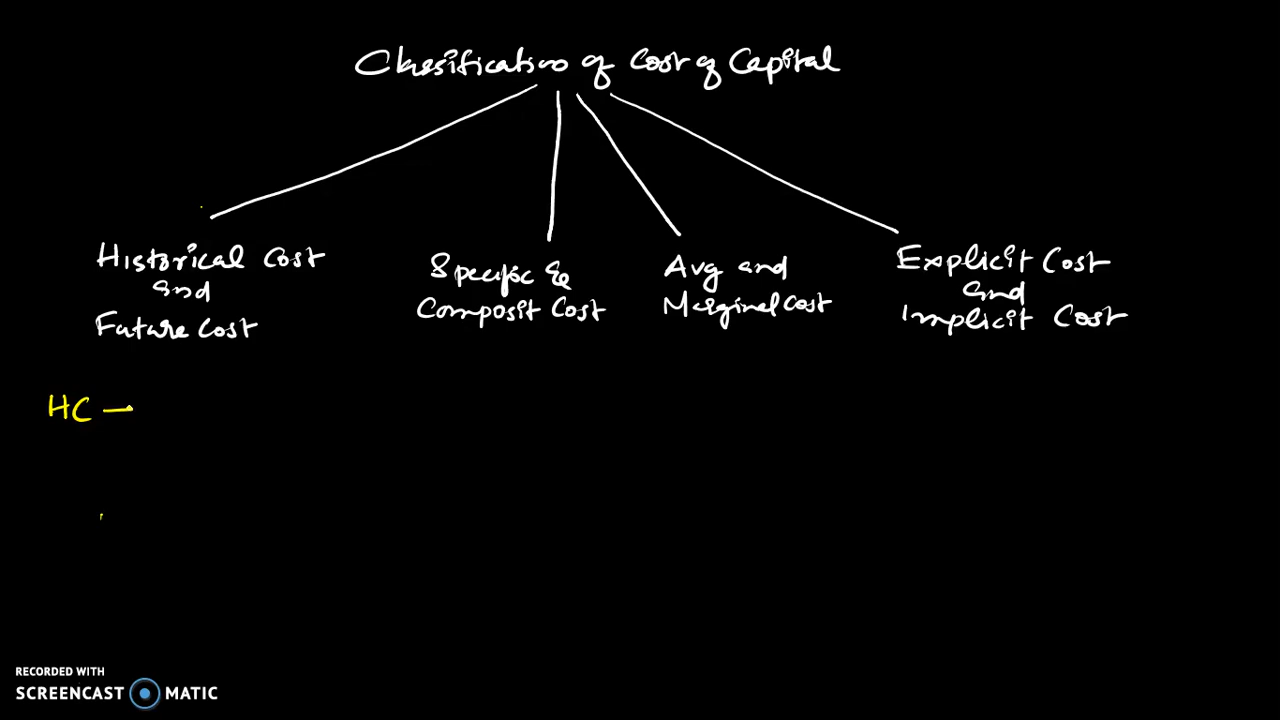 Classification of Cost of Capital
Historical Cost
and
Future Cost
Specific &
Composit Cost
Avg and
Marginal Cost
Explicit Cost
and
Implicit Cost
HC —
RECORDED WITH
SCREENCAST MATIC